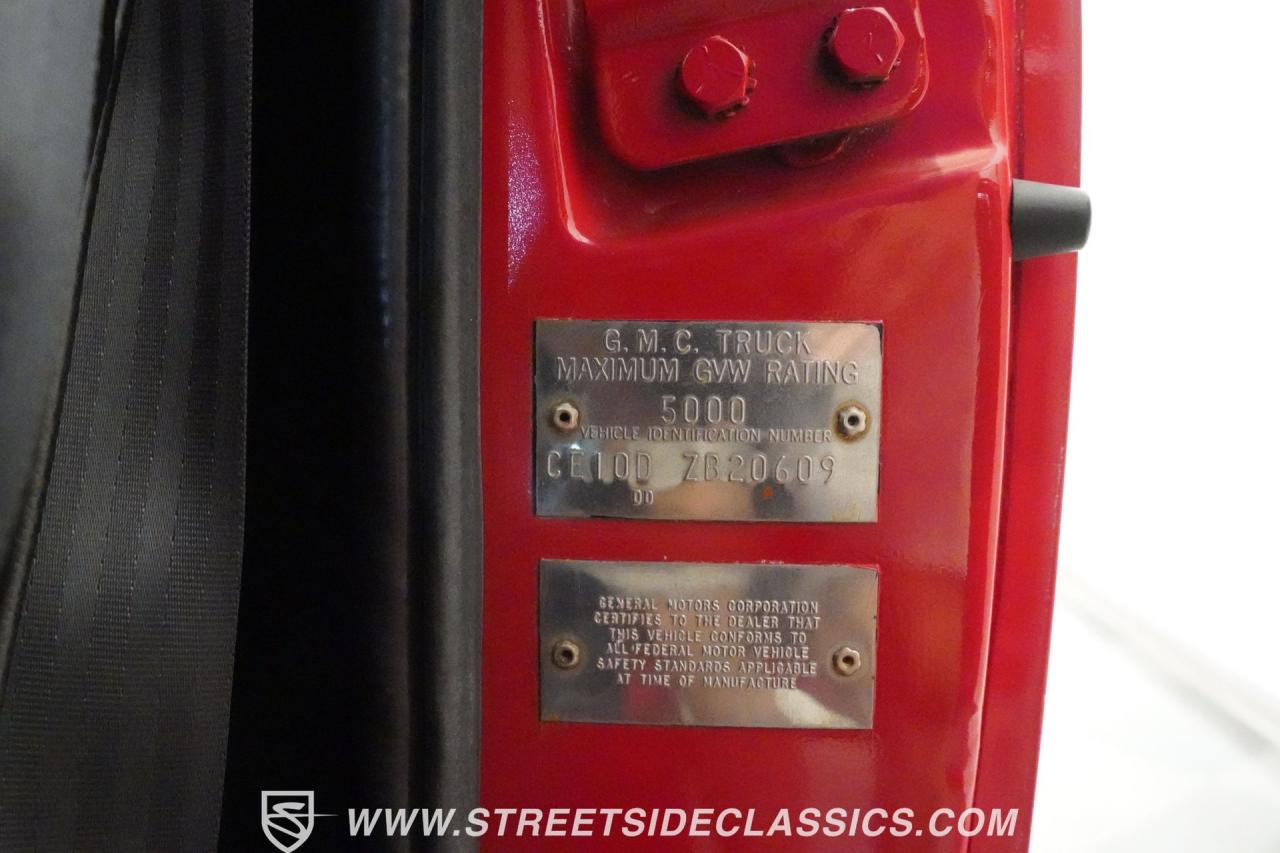 G. M. C. TRUCK
MAXIMUM GVW RATING
5000
VEHICLE IDENTIFICATION NUMBER
CE10D ZB20609
00
GENERAL MOTORS CORPORATION
CERTIFIES TO THE DEALER THAT
THIS VEHICLE CONFORMS TO
ALL FEDERAL MOTOR VEHICLE
SAFETY STANDARDS APPLICABLE
AT TIME OF MANUFACTURE
WWW.STREETSIDECLASSICS.COM